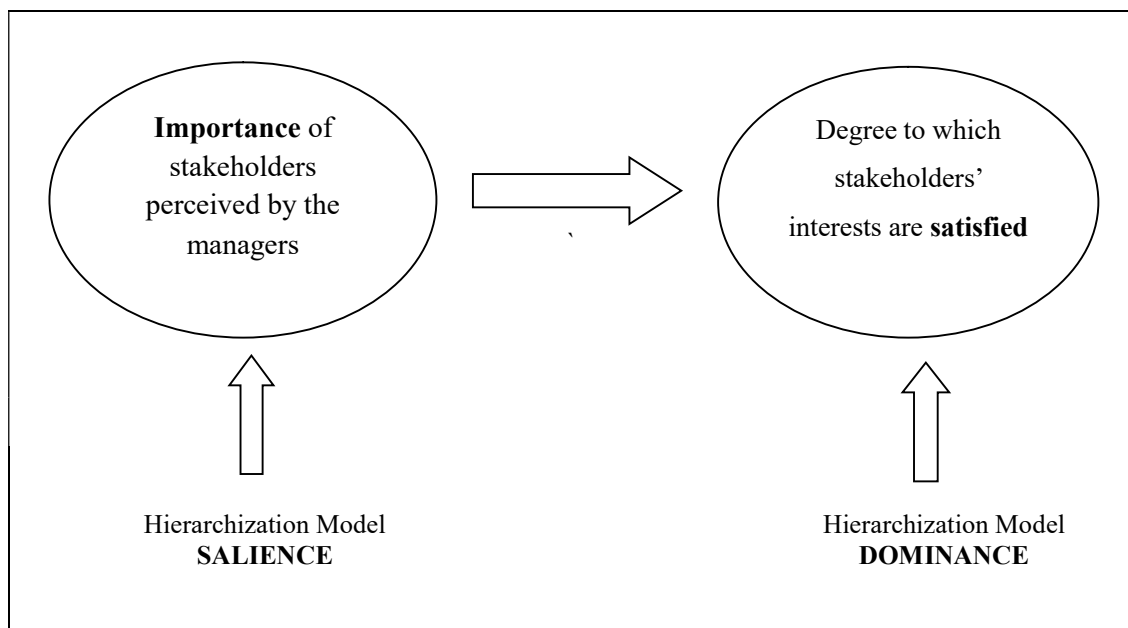 Importance of
stakeholders
perceived by the
managers
Degree to which
stakeholders’
interests are satisfied
`
Hierarchization Model
SALIENCE
Hierarchization Model
DOMINANCE